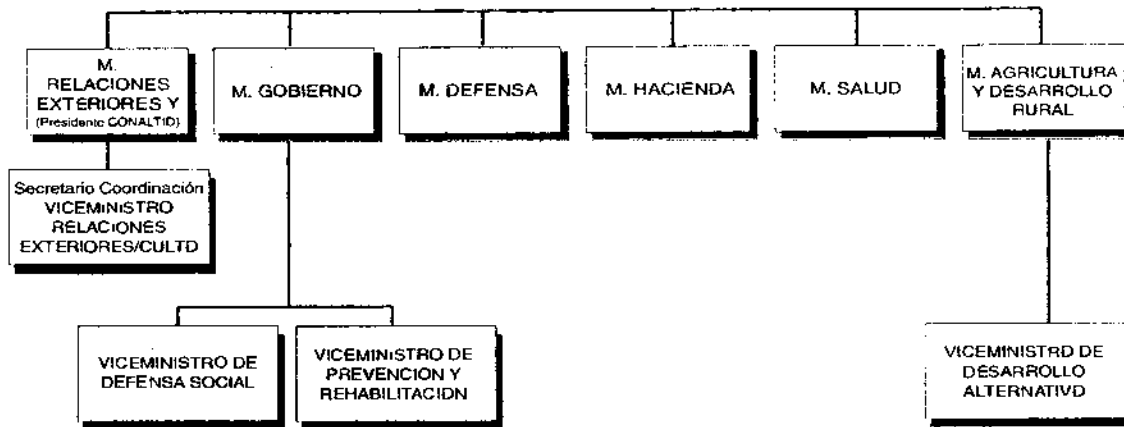 M.
RELACIONES
EXTERIORES Y
(Presidente CONALTID)
M. GOBIERNO
M. DEFENSA
M. HACIENDA
M. SALUD
M. AGRICULTURA
Y DESARROLLO
RURAL
Secretario Coordinación
VICEMINISTRO
RELACIONES
EXTERIORES/CULTD
VICEMINISTRO DE
DEFENSA SOCIAL
VICEMINISTRO DE
PREVENCION Y
REHABILITACION
VICEMINISTRO DE
DESARROLLO
ALTERNATIVO